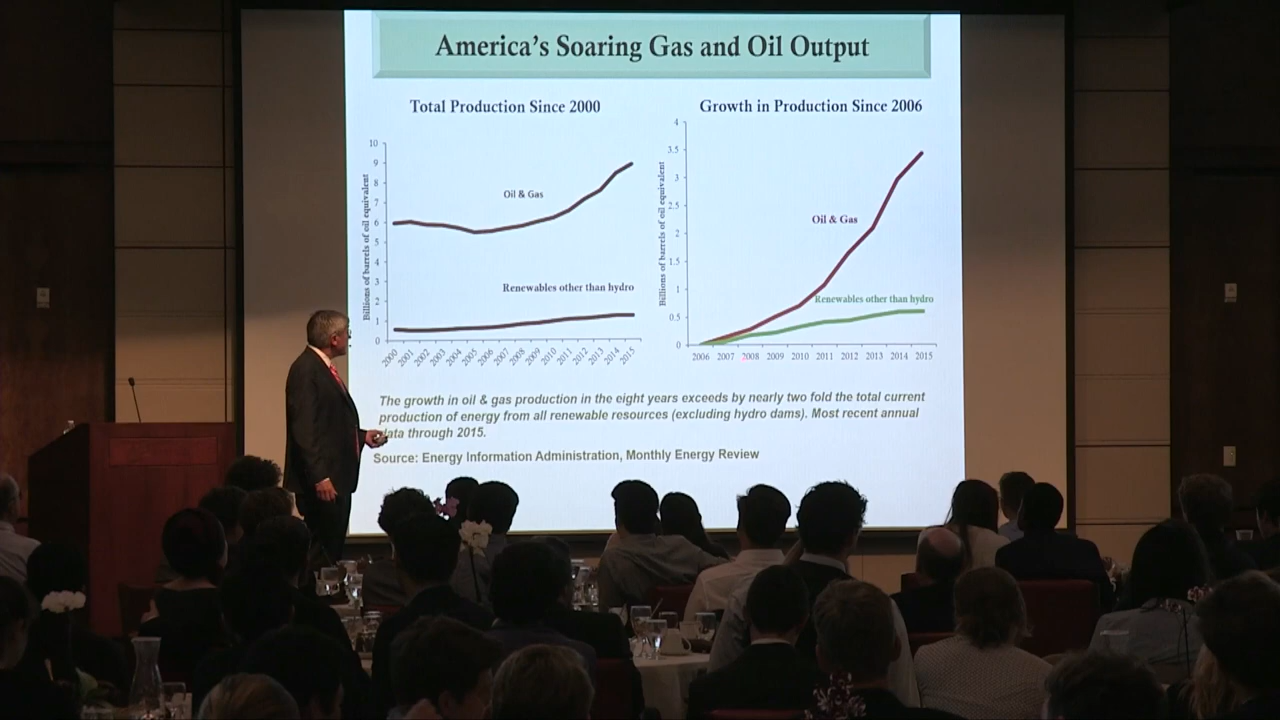 America's Soaring Gas and Oil Output
Total Production Since 2000
Billions of barrels of oil equivalent
10
9
8
7
6
5
4
3
2
1
0
Oil & Gas
Renewables other than hydro
2000 2001 2002 2003 2004 2005 2006 2007 2008 2009 2010 2011 2012 2013 2014 2015
Growth in Production Since 2006
Billions of barrels of oil equivalent
4
3.5
3
2.5
2
1.5
1
0.5
0
Oil & Gas
Renewables other than hydro
2006 2007 2008 2009 2010 2011 2012 2013 2014 2015
The growth in oil & gas production in the eight years exceeds by nearly two fold the total current
production of energy from all renewable resources (excluding hydro dams). Most recent annual
data through 2015.
Source: Energy Information Administration, Monthly Energy Review